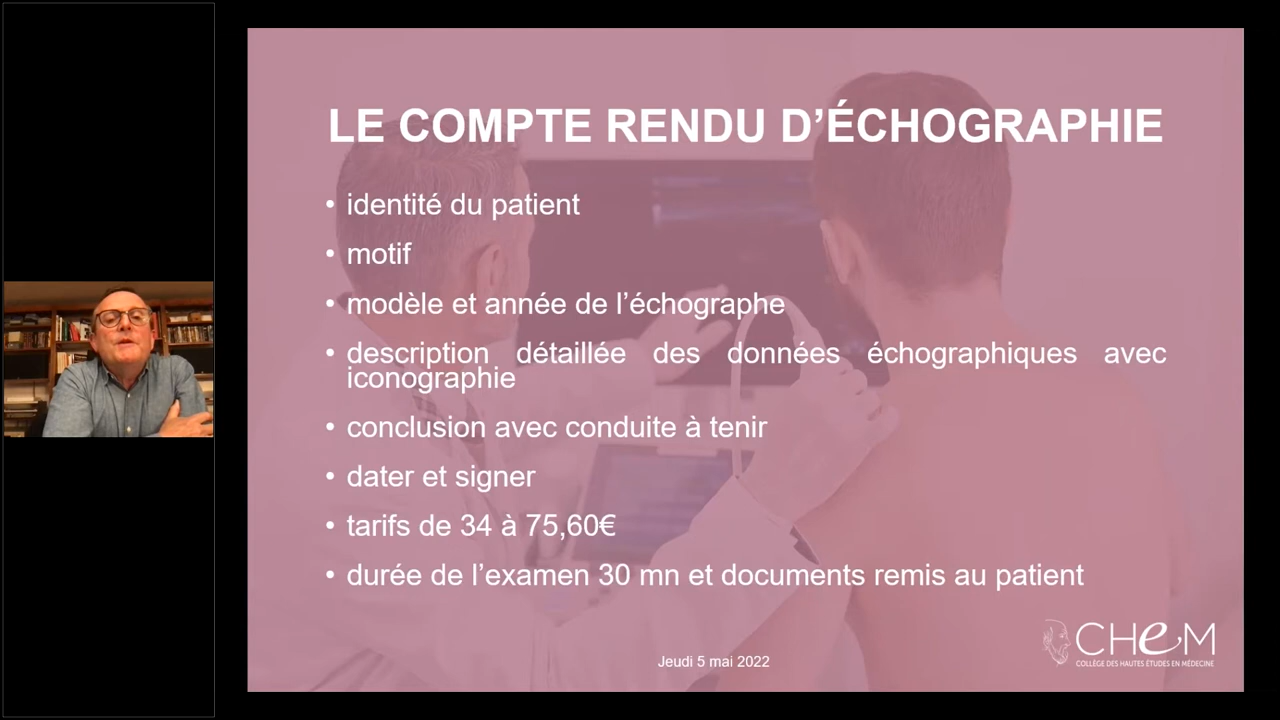 LE COMPTE RENDU D’ÉCHOGRAPHIE
• identité du patient
• motif
• modèle et année de l’échographe
• description détaillée des données échographiques avec
iconographie
• conclusion avec conduite à tenir
• dater et signer
• tarifs de 34 à 75,60€
• durée de l’examen 30 mn et documents remis au patient
Jeudi 5 mai 2022
CHeM
COLLÈGE DES HAUTES ÉTUDES EN MÉDECINE